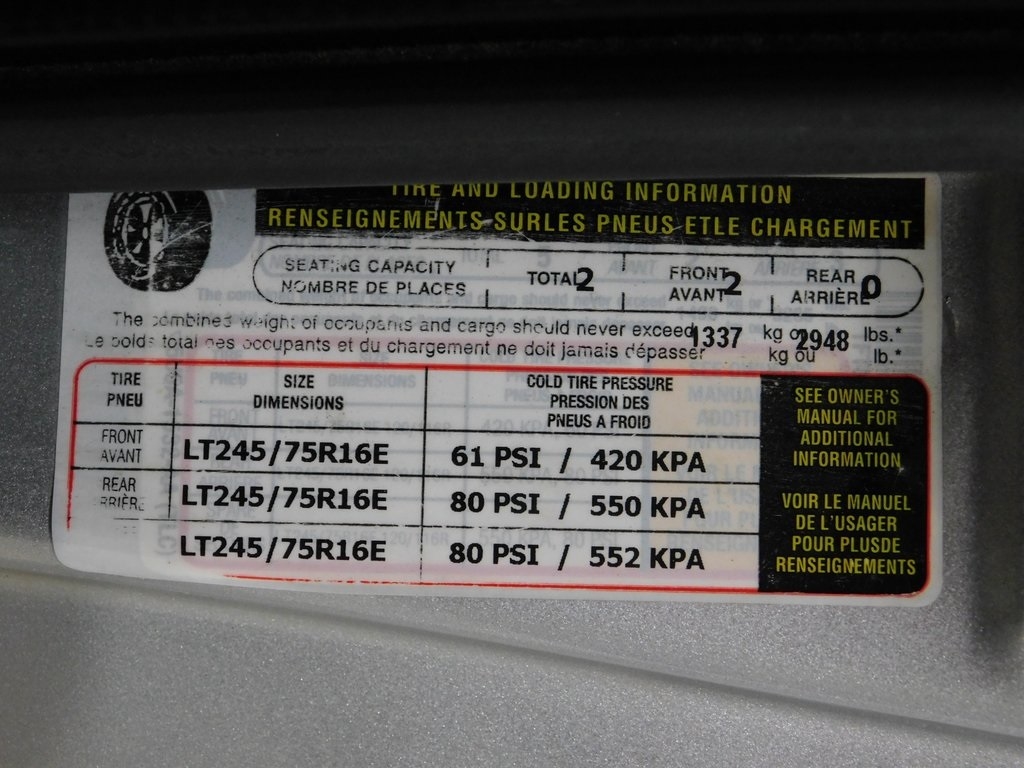 TIRE AND LOADING INFORMATION
RENSEIGNEMENTS SURLES PNEUS ETLE CHARGEMENT
SEATING CAPACITY TOTAL 2 FRONT 2 REAR 0
NOMBRE DE PLACES AVANT ARRIÈRE
The combined weight of occupants and cargo should never exceed 1337 kg o 2948 lbs.*
Le poids total des occupants et du chargement ne doit jamais dépasser kg ou lb.*
TIRE SIZE COLD TIRE PRESSURE
PNEU DIMENSIONS PRESSION DES
PNEUS A FROID
FRONT
AVANT LT245/75R16E 61 PSI / 420 KPA
REAR
ARRIÈRE LT245/75R16E 80 PSI / 550 KPA
LT245/75R16E 80 PSI / 552 KPA
SEE OWNER'S
MANUAL FOR
ADDITIONAL
INFORMATION
VOIR LE MANUEL
DE L'USAGER
POUR PLUSDE
RENSEIGNEMENTS